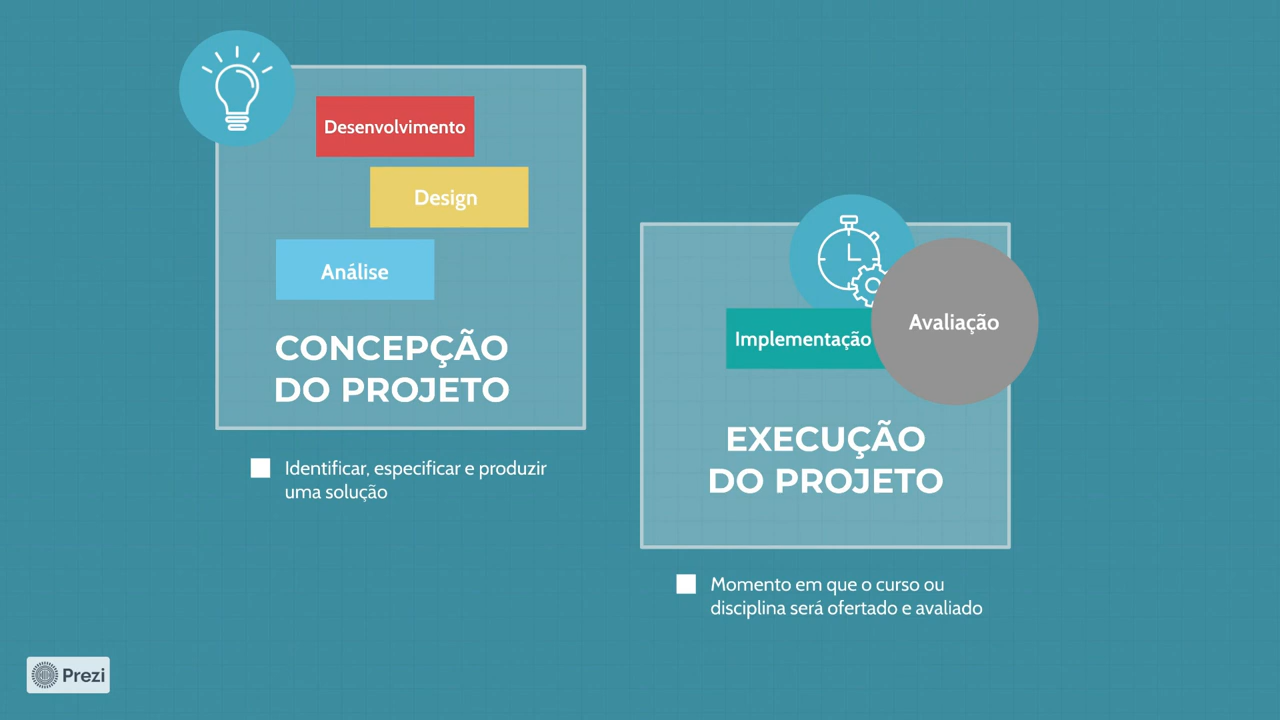 Desenvolvimento
Design
Análise
CONCEPÇÃO
DO PROJETO
Identificar, especificar e produzir
uma solução
Avaliação
Implementação
EXECUÇÃO
DO PROJETO
Momento em que o curso ou
disciplina será ofertado e avaliado
Prezi